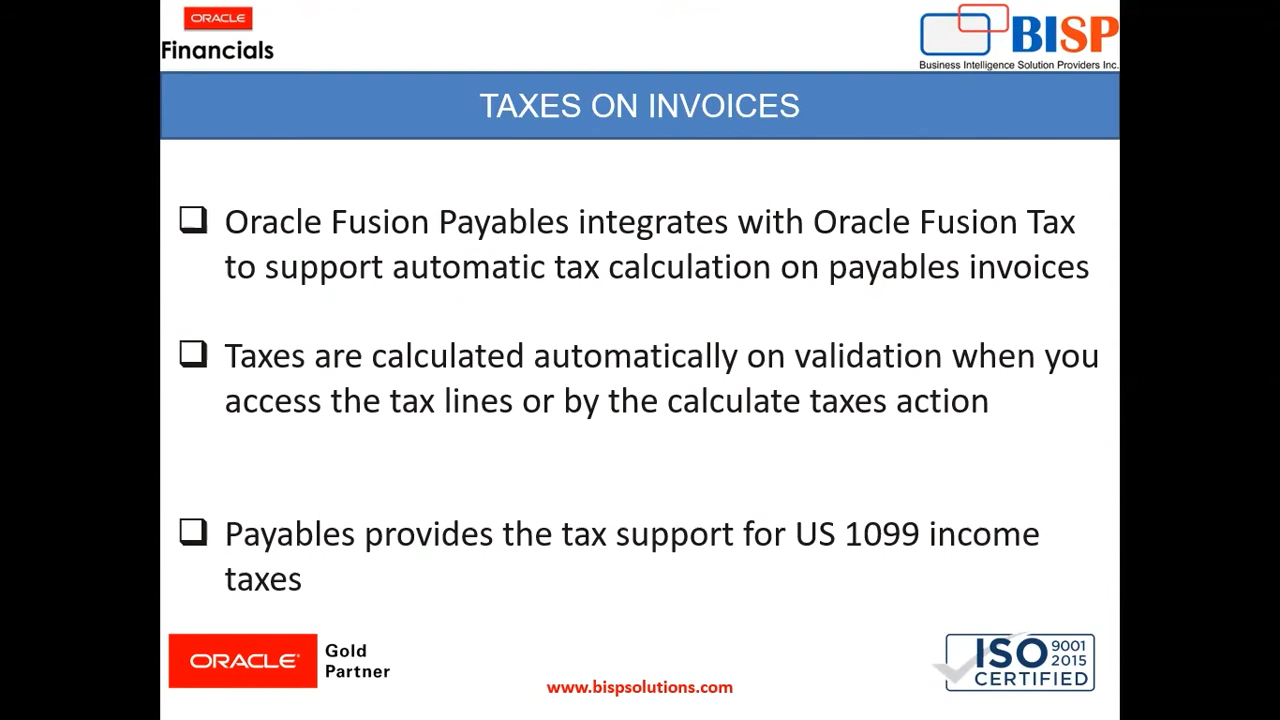 ORACLE
Financials
BISP
Business Intelligence Solution Providers Inc.
TAXES ON INVOICES
❑ Oracle Fusion Payables integrates with Oracle Fusion Tax
to support automatic tax calculation on payables invoices
❑ Taxes are calculated automatically on validation when you
access the tax lines or by the calculate taxes action
❑ Payables provides the tax support for US 1099 income
taxes
ORACLE®
Gold
Partner
www.bispsolutions.com
ISO 9001
2015
CERTIFIED